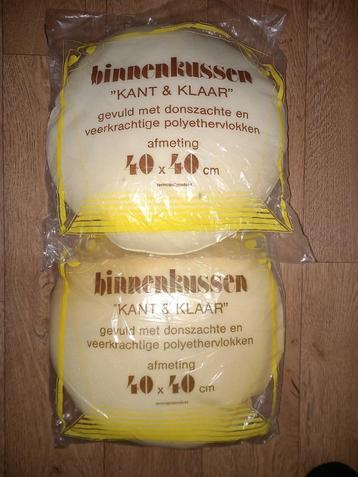 binnenkussen
"KANT & KLAAR"
gevuld met donszachte en
veerkrachtige polyethervlokken
afmeting
40 x 40 cm
binnenkussen
"KANT & KLAAR"
gevuld met donszachte en
veerkrachtige polyethervlokken
afmeting
40 x 40 cm